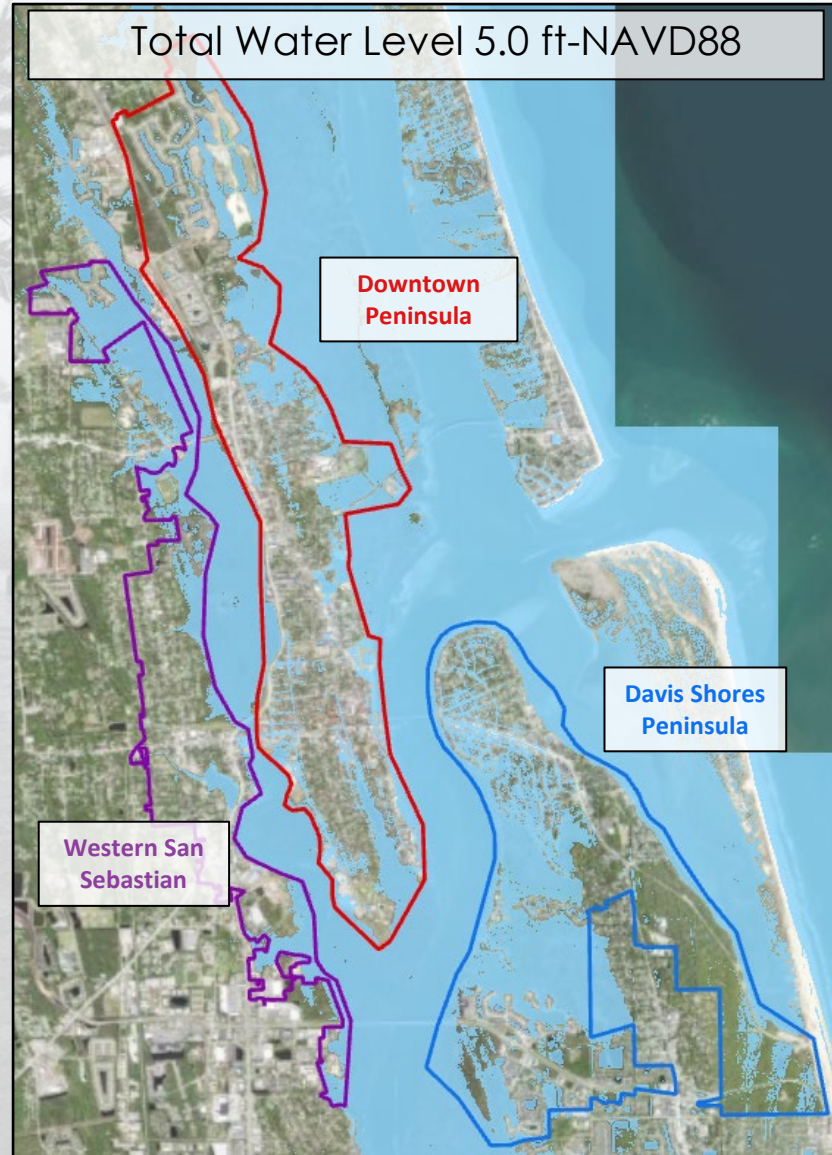 Total Water Level 5.0 ft-NAVD88
Downtown
Peninsula
Davis Shores
Peninsula
Western San
Sebastian